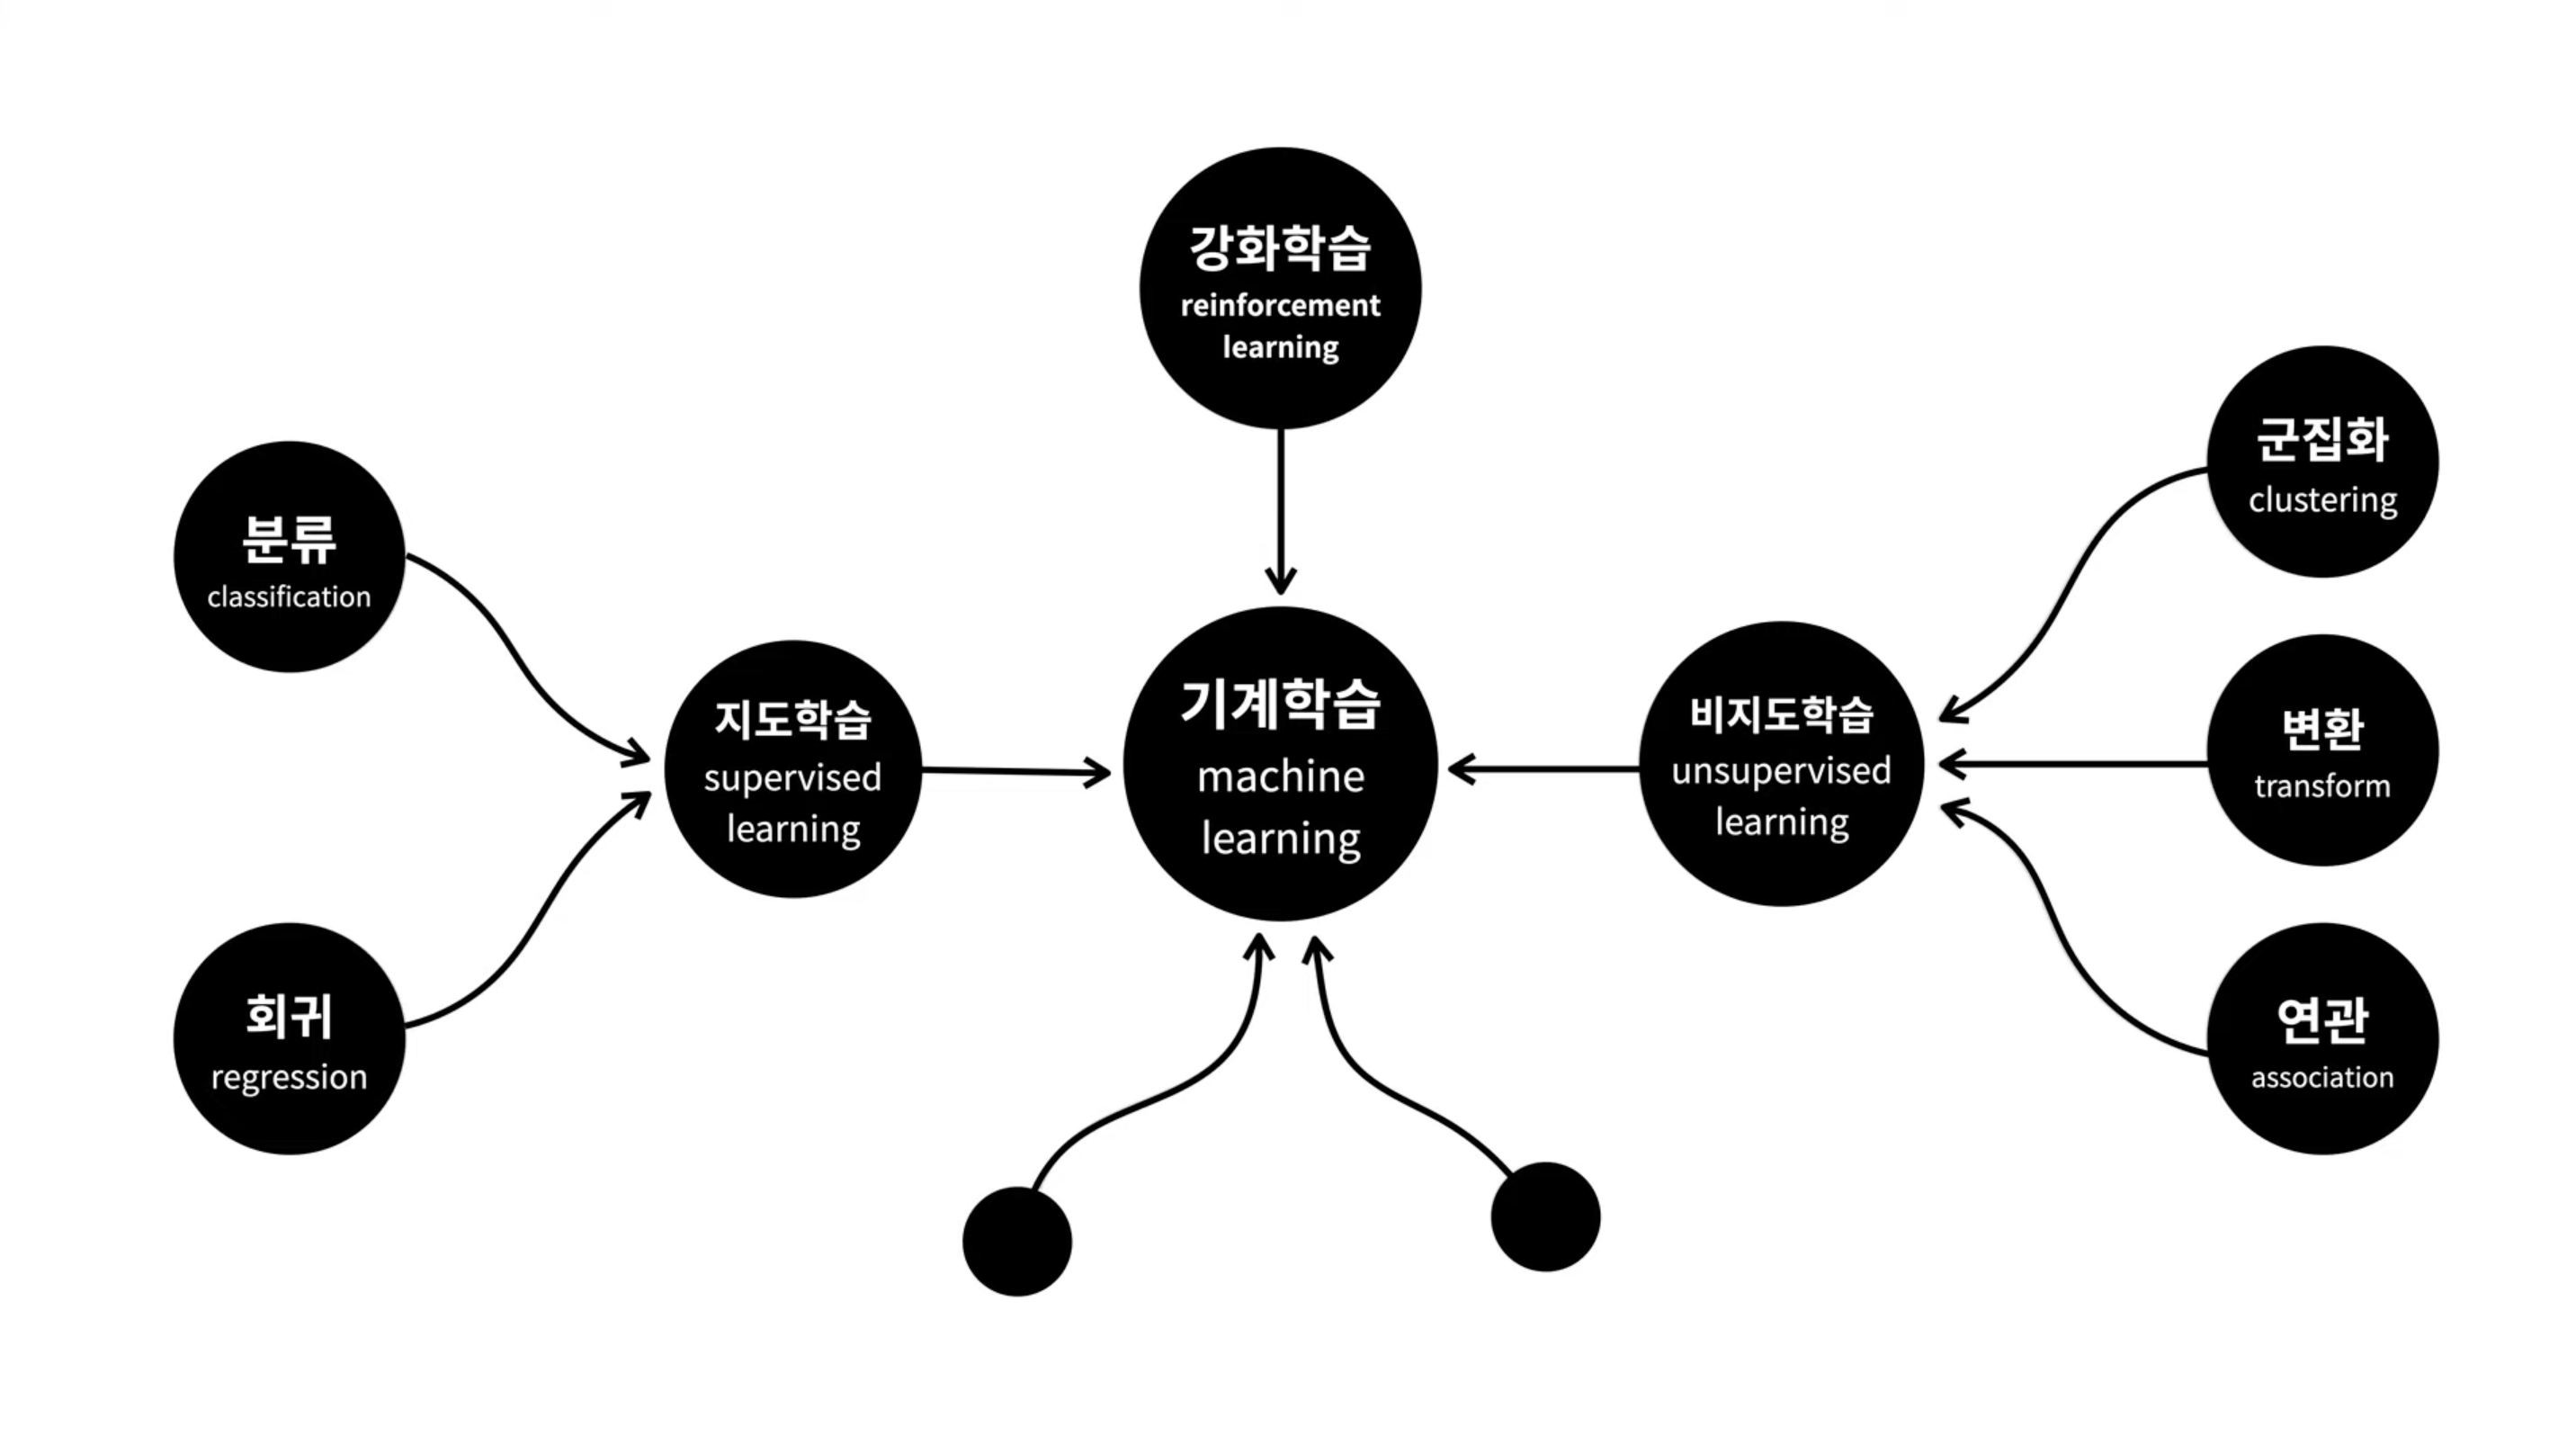 강화학습
reinforcement
learning
분류
classification
회귀
regression
지도학습
supervised
learning
기계학습
machine
learning
비지도학습
unsupervised
learning
군집화
clustering
변환
transform
연관
association